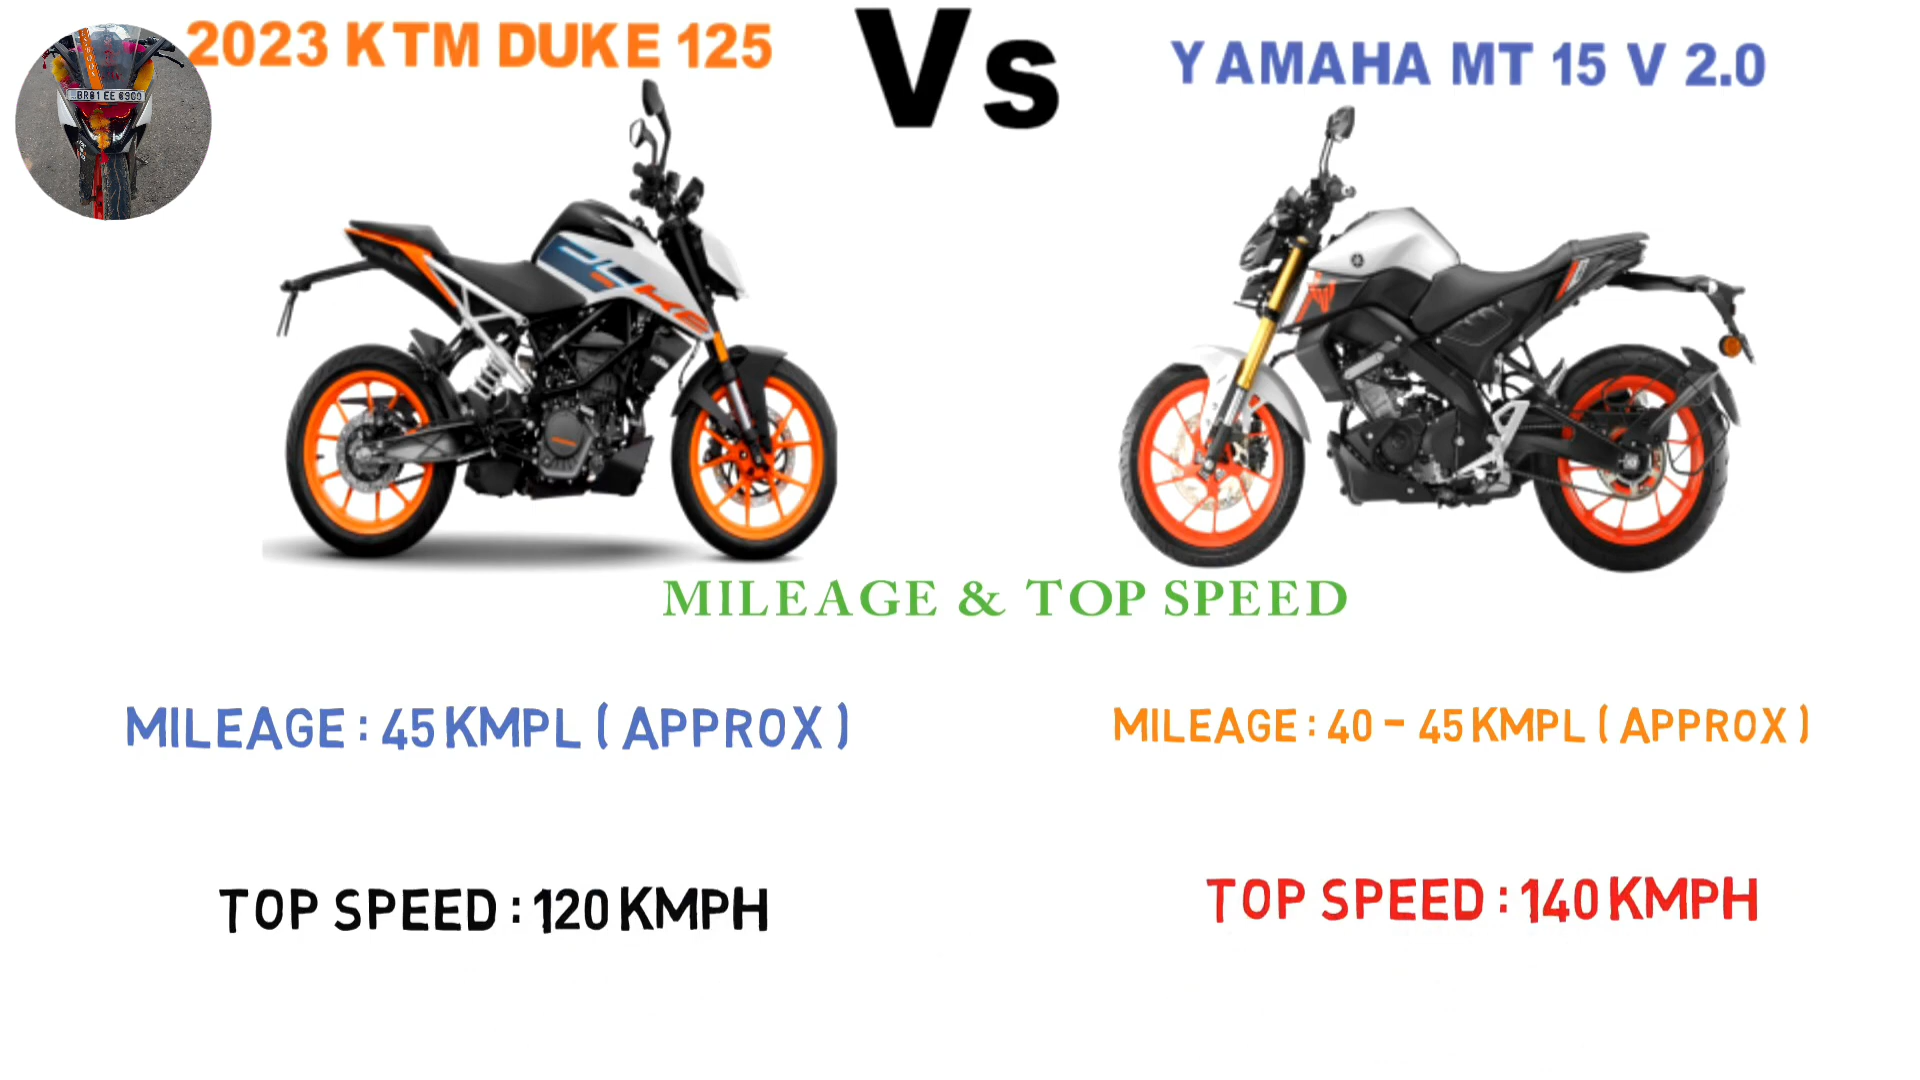 2023 KTM DUKE 125
Vs
YAMAHA MT 15 V 2.0
DUKE
MILEAGE & TOP SPEED
MILEAGE : 45 KMPL ( APPROX )
MILEAGE : 40 - 45 KMPL ( APPROX )
TOP SPEED : 120 KMPH
TOP SPEED : 140 KMPH